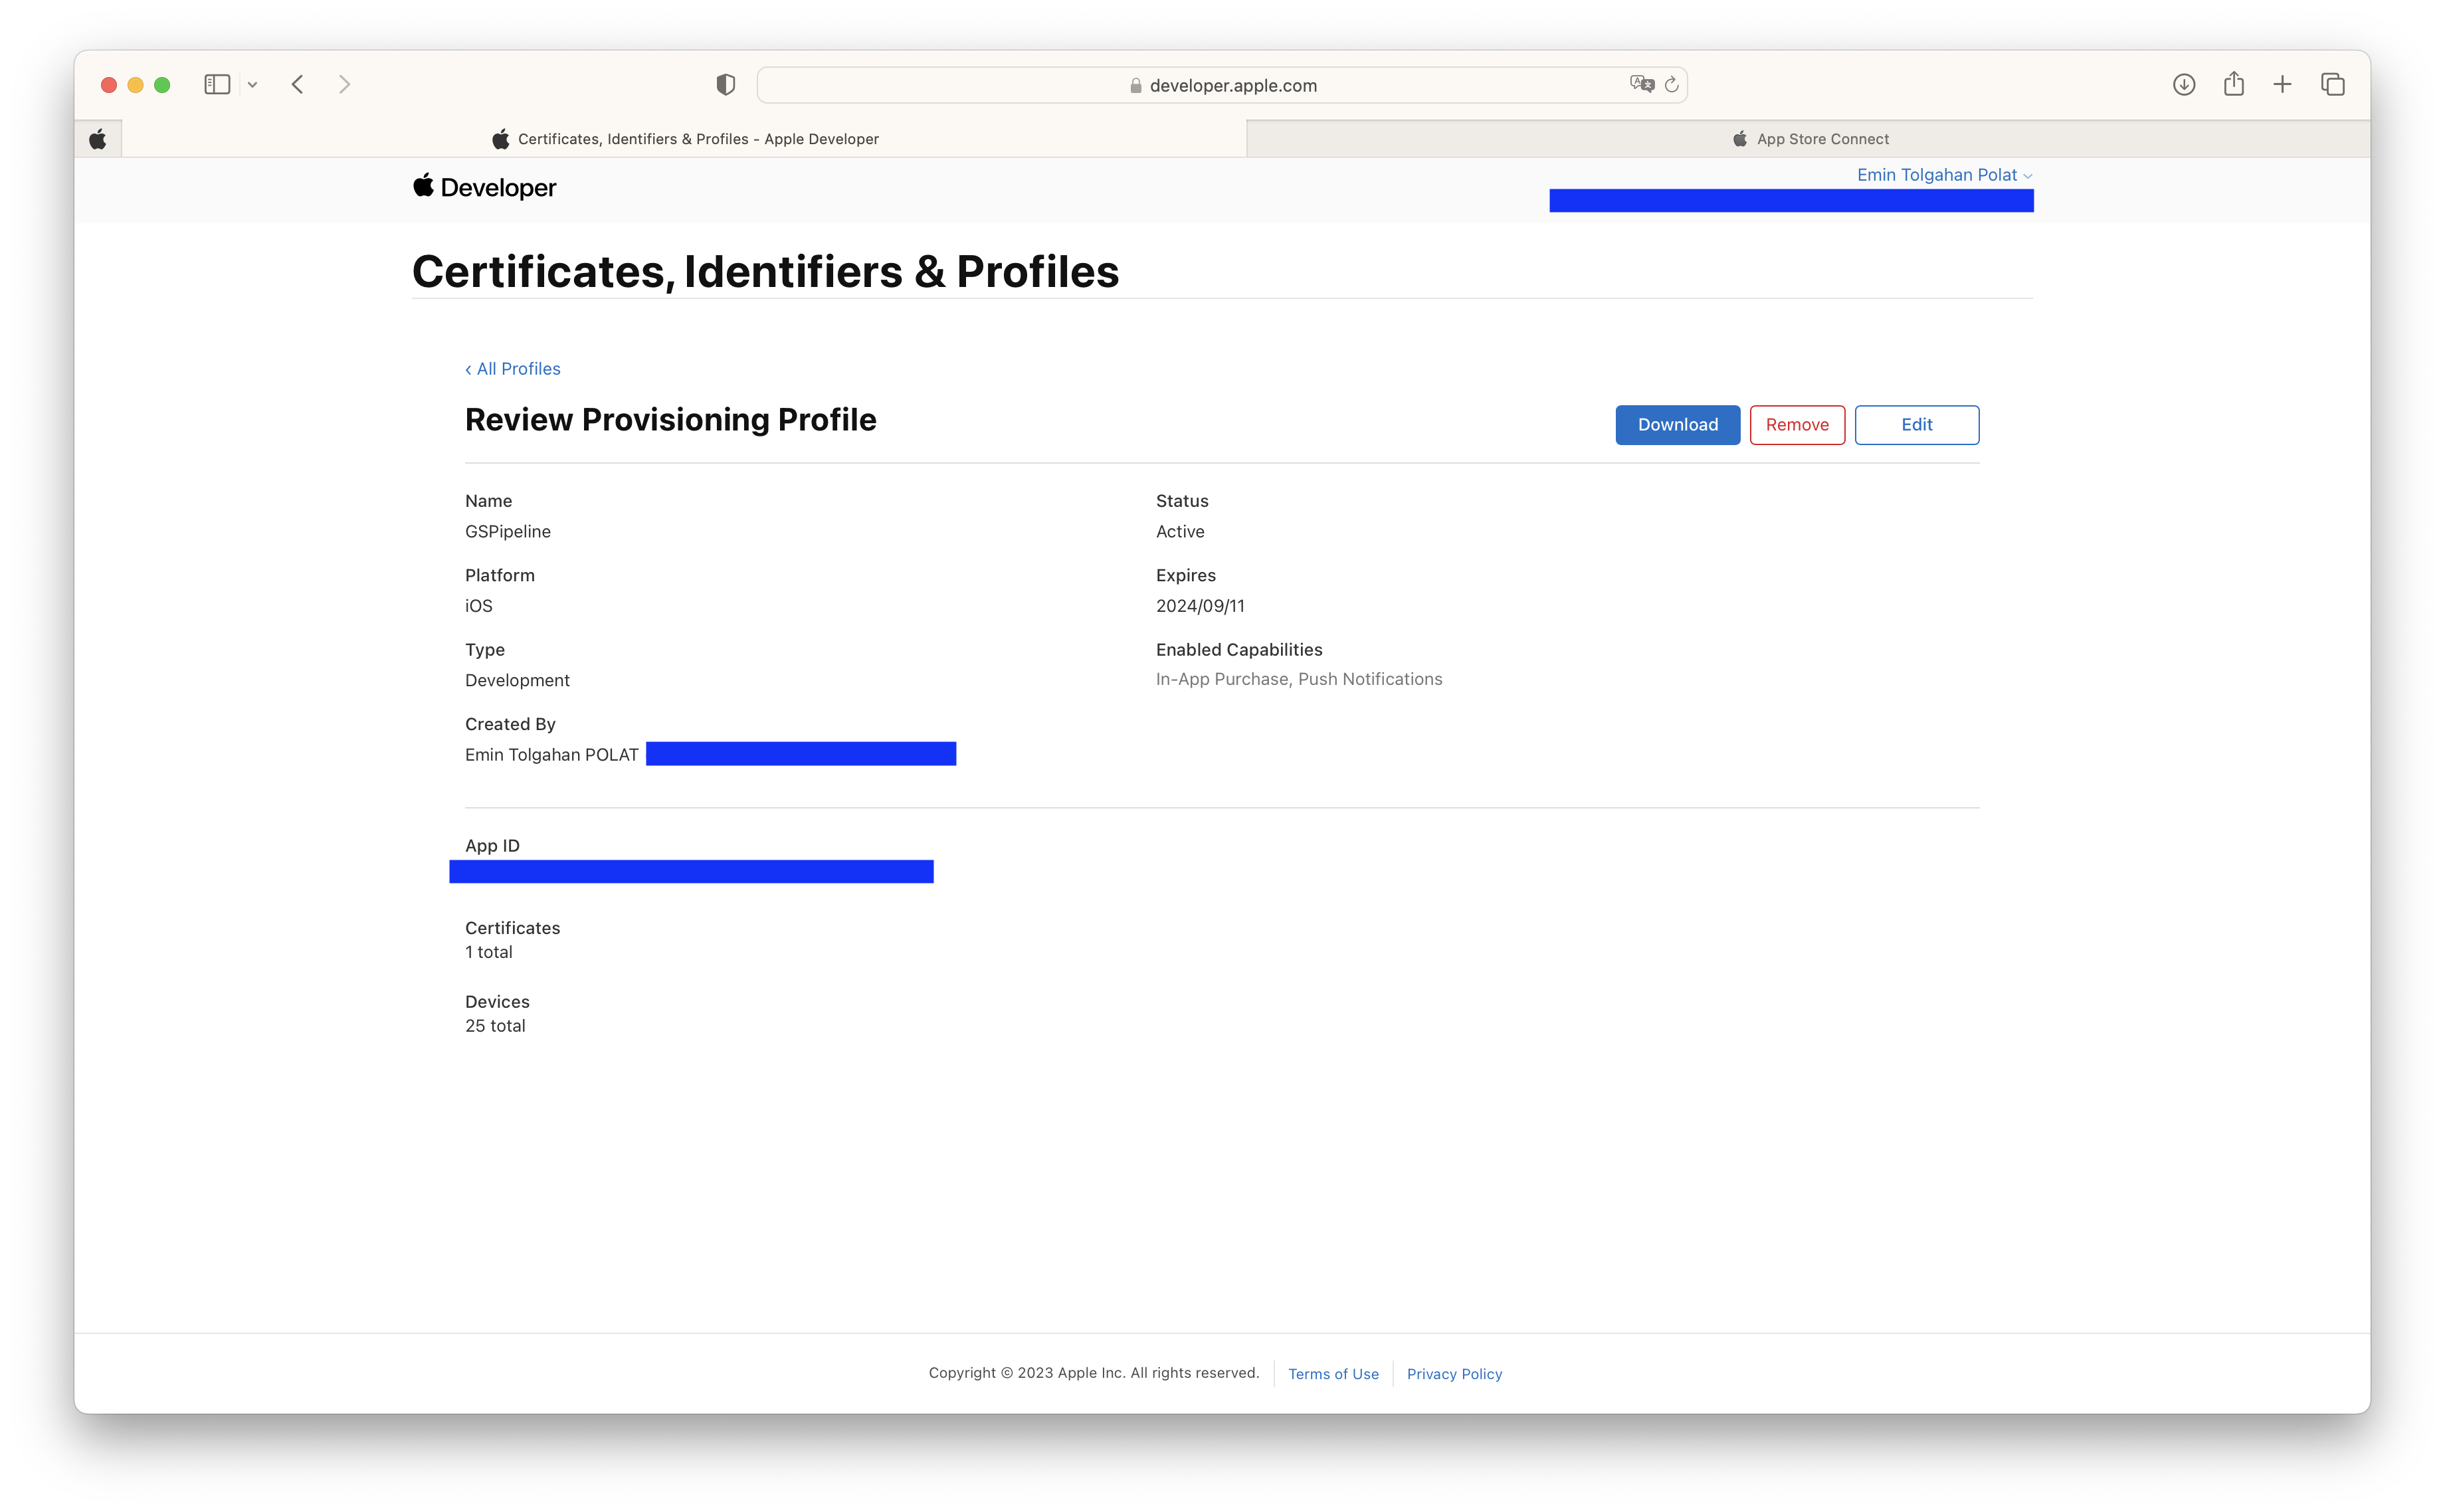 developer.apple.com
Certificates, Identifiers & Profiles - Apple Developer
App Store Connect
Developer
Emin Tolgahan Polat
Certificates, Identifiers & Profiles
‹ All Profiles
Review Provisioning Profile
Download
Remove
Edit
Name
GSPipeline
Status
Active
Platform
iOS
Expires
2024/09/11
Type
Development
Enabled Capabilities
In-App Purchase, Push Notifications
Created By
Emin Tolgahan POLAT
App ID
Certificates
1 total
Devices
25 total
Copyright © 2023 Apple Inc. All rights reserved.
Terms of Use
Privacy Policy